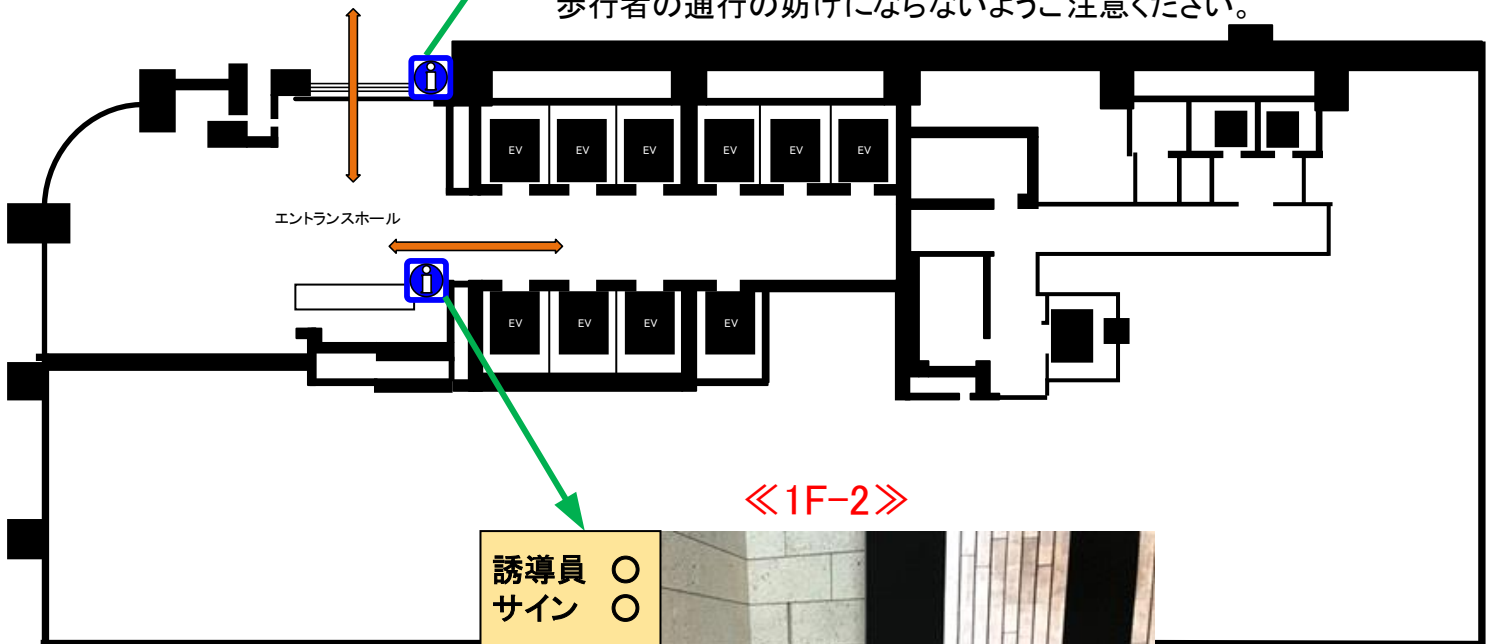 歩行者の通行の妨げにならないようご注意ください。
EV EV EV EV EV EV
エントランスホール
EV EV EV EV
≪1F-2≫
誘導員 ○
サイン ○